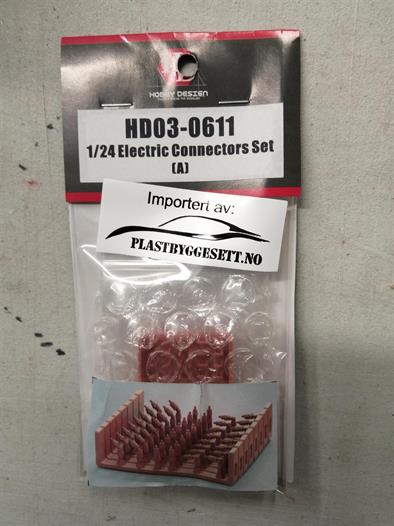 HOBBY DESIGN
HD03-0611
1/24 Electric Connectors Set
(A)
Importert av:
PLASTBYGGESETT.NO